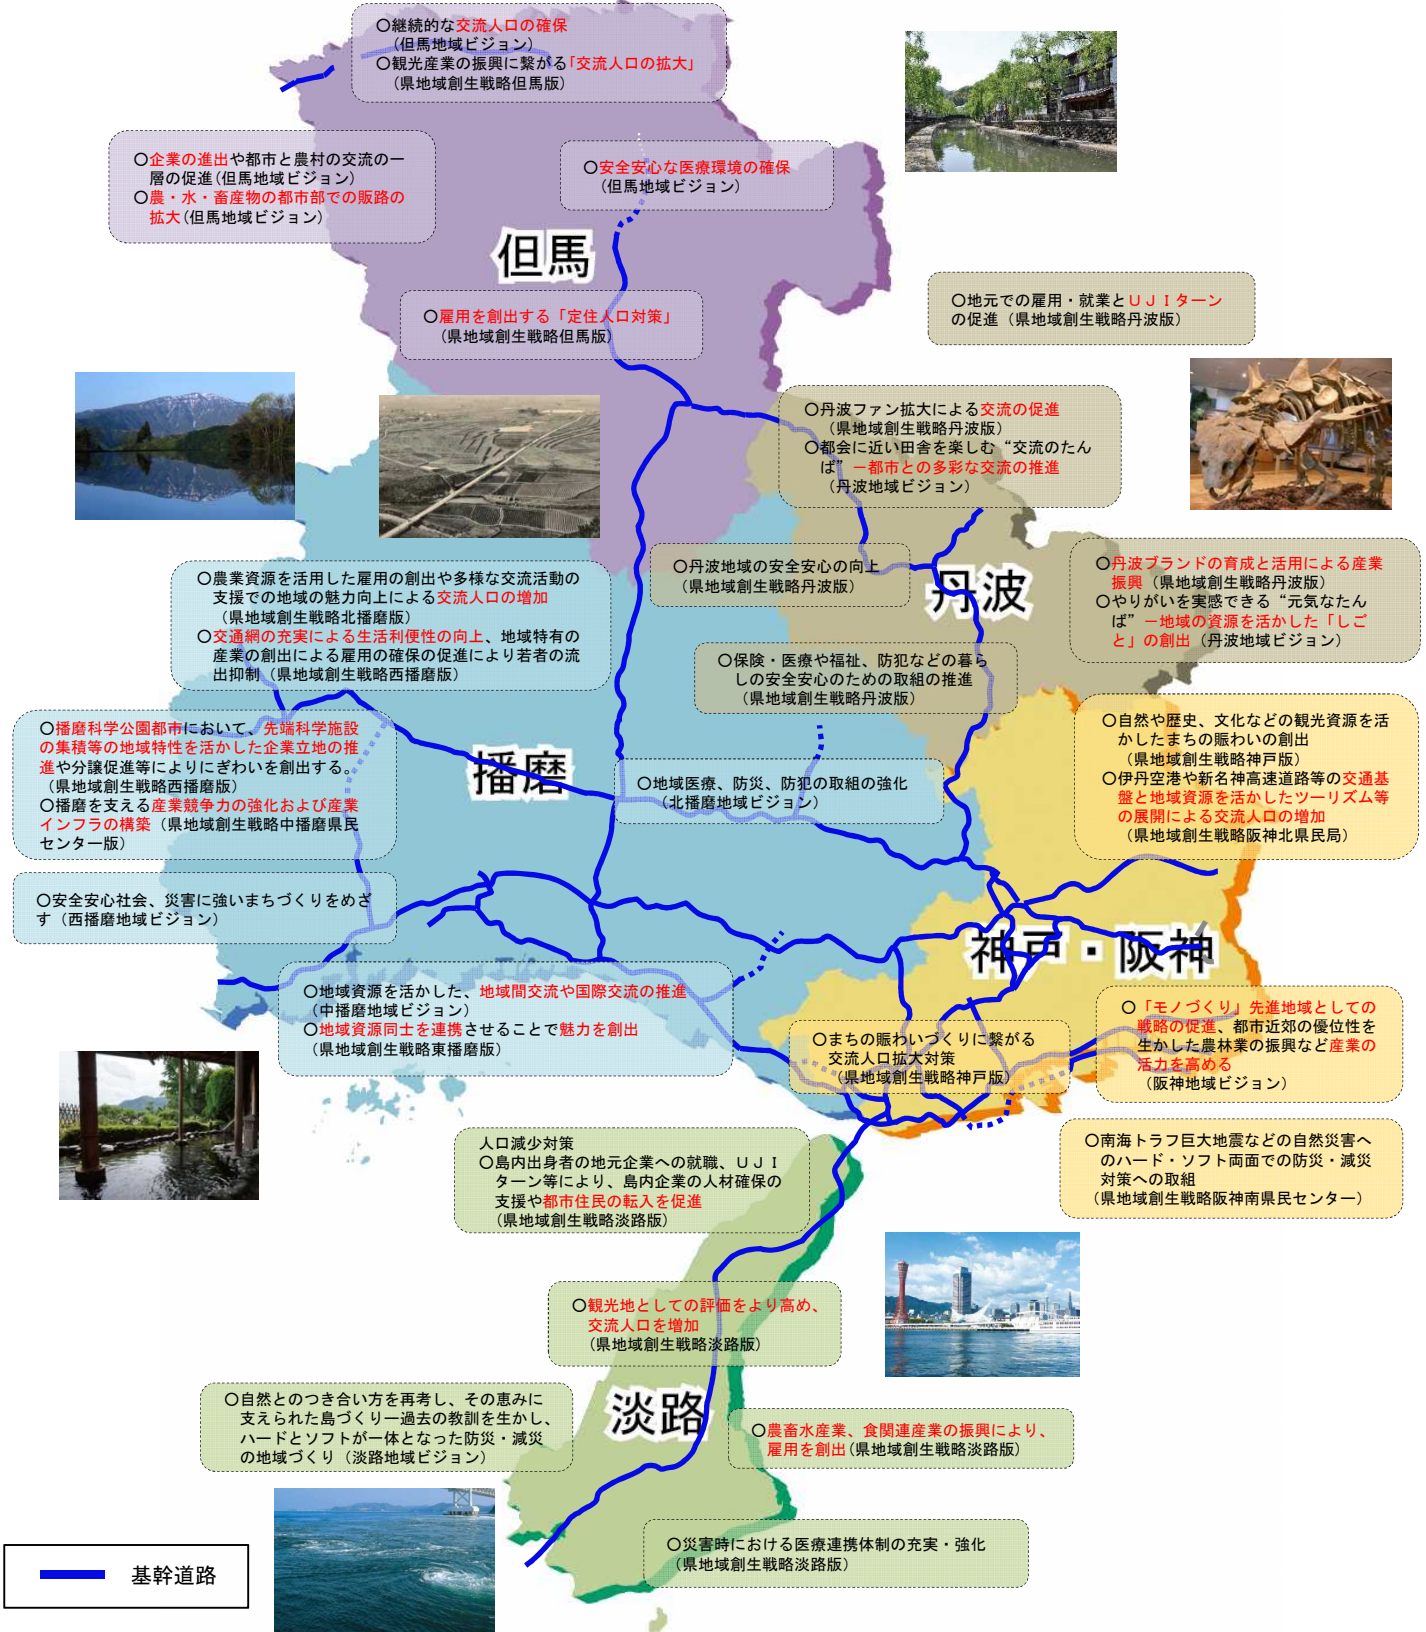 〇継続的な交流人口の確保
（但馬地域ビジョン）
〇観光産業の振興に繋がる「交流人口の拡大」
（県地域創生戦略但馬版）
〇企業の進出や都市と農村の交流の一
層の促進(但馬地域ビジョン）
〇農・水・畜産物の都市部での販路の
拡大(但馬地域ビジョン）
〇安全安心な医療環境の確保
（但馬地域ビジョン）
但馬
〇雇用を創出する「定住人口対策」
（県地域創生戦略但馬版）
〇地元での雇用・就業とＵＪＩターン
の促進（県地域創生戦略丹波版）
〇丹波ファン拡大による交流の促進
（県地域創生戦略丹波版）
〇都会に近い田舎を楽しむ“交流のたん
ば”－都市との多彩な交流の推進
（丹波地域ビジョン）
〇丹波地域の安全安心の向上
（県地域創生戦略丹波版）
丹波
〇丹波ブランドの育成と活用による産業
振興（県地域創生戦略丹波版）
〇やりがいを実感できる“元気なたん
ば”－地域の資源を活かした「しご
と」の創出（丹波地域ビジョン）
〇農業資源を活用した雇用の創出や多様な交流活動の
支援での地域の魅力向上による交流人口の増加
（県地域創生戦略北播磨版）
〇交通網の充実による生活利便性の向上、地域特有の
産業の創出による雇用の確保の促進により若者の流
出抑制（県地域創生戦略西播磨版）
〇保険・医療や福祉、防犯などの暮ら
しの安全安心のための取組の推進
（県地域創生戦略丹波版）
〇播磨科学公園都市において、先端科学施設
の集積等の地域特性を活かした企業立地の推
進や分譲促進等によりにぎわいを創出する。
（県地域創生戦略西播磨版）
〇播磨を支える産業競争力の強化および産業
インフラの構築（県地域創生戦略中播磨県民
センター版）
播磨
〇地域医療、防災、防犯の取組の強化
（北播磨地域ビジョン）
〇自然や歴史、文化などの観光資源を活
かしたまちの賑わいの創出
（県地域創生戦略神戸版）
〇伊丹空港や新名神高速道路等の交通基
盤と地域資源を活かしたツーリズム等
の展開による交流人口の増加
（県地域創生戦略阪神北県民局）
〇安全安心社会、災害に強いまちづくりをめざ
す（西播磨地域ビジョン）
神戸・阪神
〇地域資源を活かした、地域間交流や国際交流の推進
（中播磨地域ビジョン）
〇地域資源同士を連携させることで魅力を創出
（県地域創生戦略東播磨版）
〇まちの賑わいづくりに繋がる
交流人口拡大対策
（県地域創生戦略神戸版）
〇「モノづくり」先進地域としての
戦略の促進、都市近郊の優位性を
生かした農林業の振興など産業の
活力を高める
（阪神地域ビジョン）
〇南海トラフ巨大地震などの自然災害へ
のハード・ソフト両面での防災・減災
対策への取組
（県地域創生戦略阪神南県民センター）
人口減少対策
〇島内出身者の地元企業への就職、ＵＪＩ
ターン等により、島内企業の人材確保の
支援や都市住民の転入を促進
（県地域創生戦略淡路版）
〇観光地としての評価をより高め、
交流人口を増加
（県地域創生戦略淡路版）
淡路
〇自然とのつき合い方を再考し、その恵みに
支えられた島づくり－過去の教訓を生かし、
ハードとソフトが一体となった防災・減災
の地域づくり（淡路地域ビジョン）
〇農畜水産業、食関連産業の振興により、
雇用を創出(県地域創生戦略淡路版）
〇災害時における医療連携体制の充実・強化
（県地域創生戦略淡路版）
基幹道路